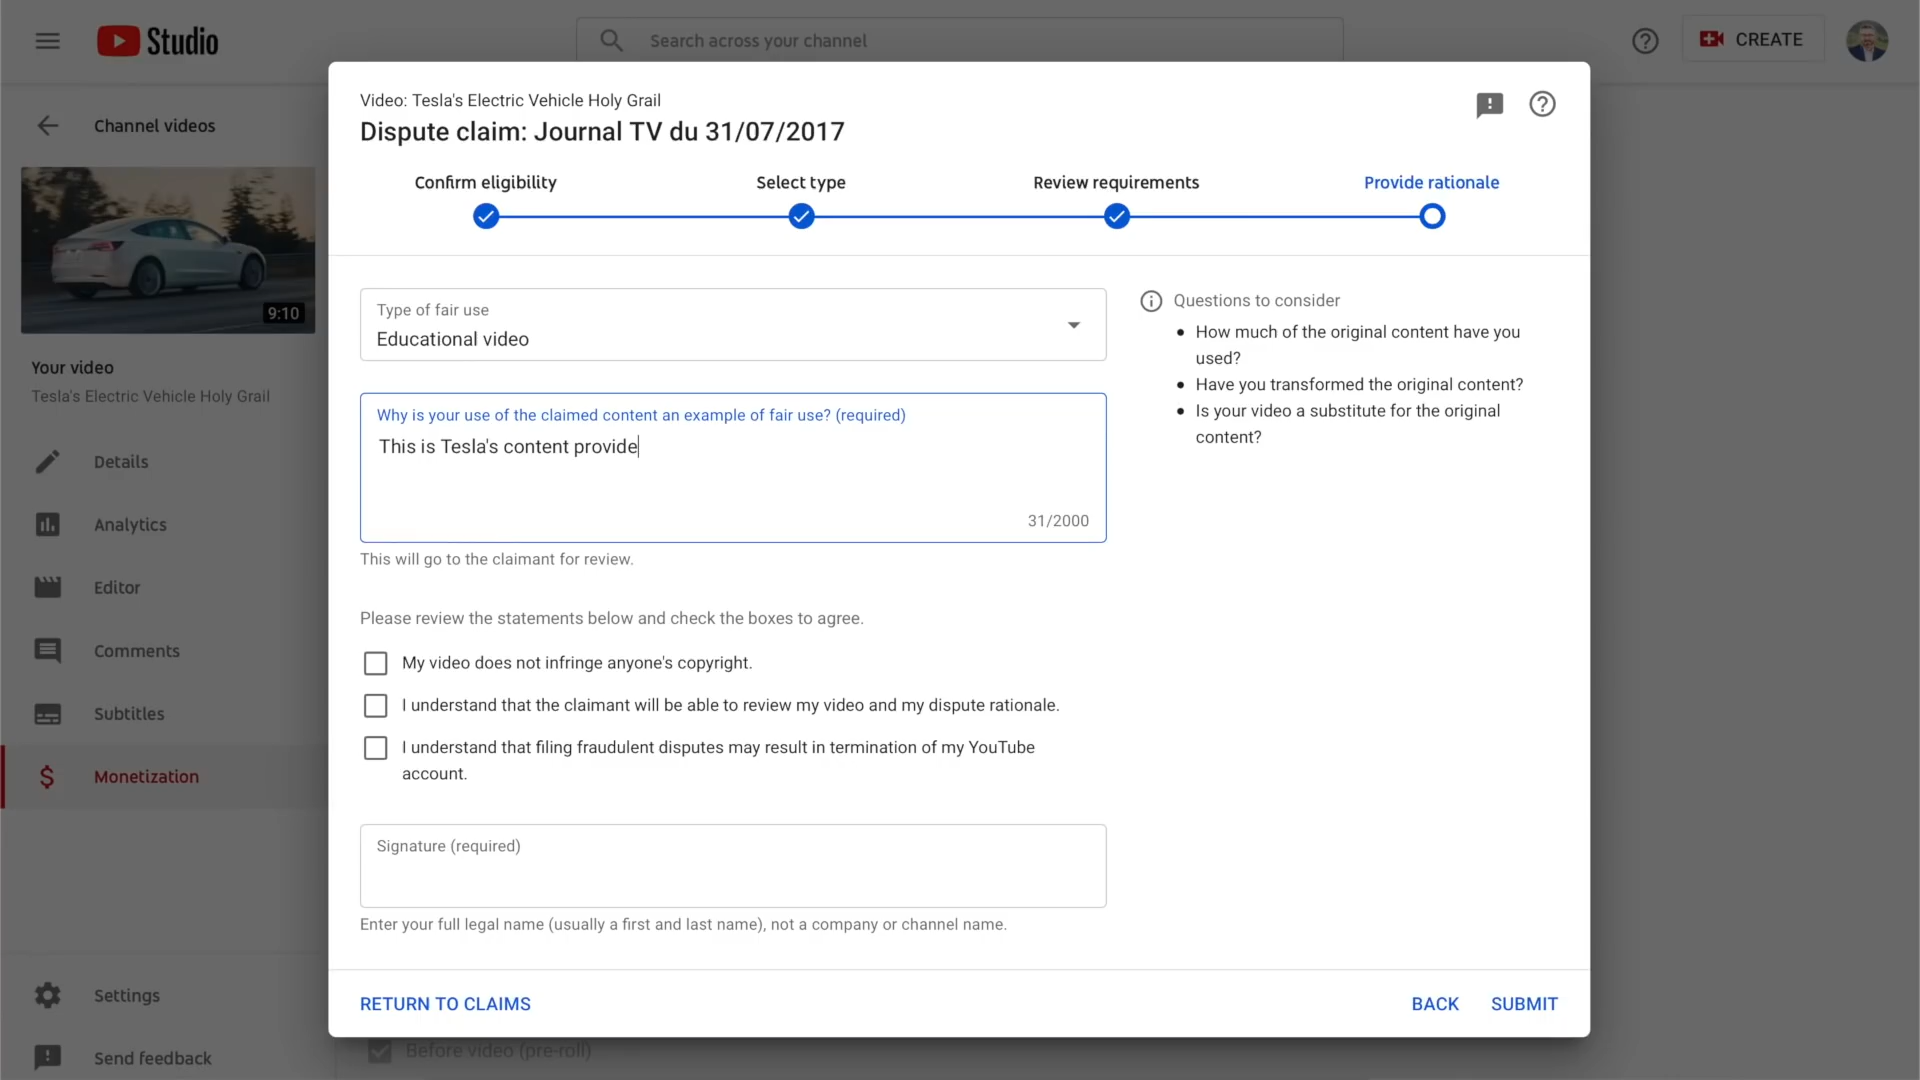 Studio
Search across your channel
CREATE
Channel videos
9:10
Your video
Tesla's Electric Vehicle Holy Grail
Details
Analytics
Editor
Comments
Subtitles
Monetization
Settings
Send feedback
Video: Tesla's Electric Vehicle Holy Grail
Dispute claim: Journal TV du 31/07/2017
Confirm eligibility
Select type
Review requirements
Provide rationale
Type of fair use
Educational video
Why is your use of the claimed content an example of fair use? (required)
This is Tesla's content provide
31/2000
This will go to the claimant for review.
Questions to consider
How much of the original content have you
used?
Have you transformed the original content?
Is your video a substitute for the original
content?
Please review the statements below and check the boxes to agree.
My video does not infringe anyone's copyright.
I understand that the claimant will be able to review my video and my dispute rationale.
I understand that filing fraudulent disputes may result in termination of my YouTube
account.
Signature (required)
Enter your full legal name (usually a first and last name), not a company or channel name.
RETURN TO CLAIMS
BACK
SUBMIT
Before video (pre-roll)